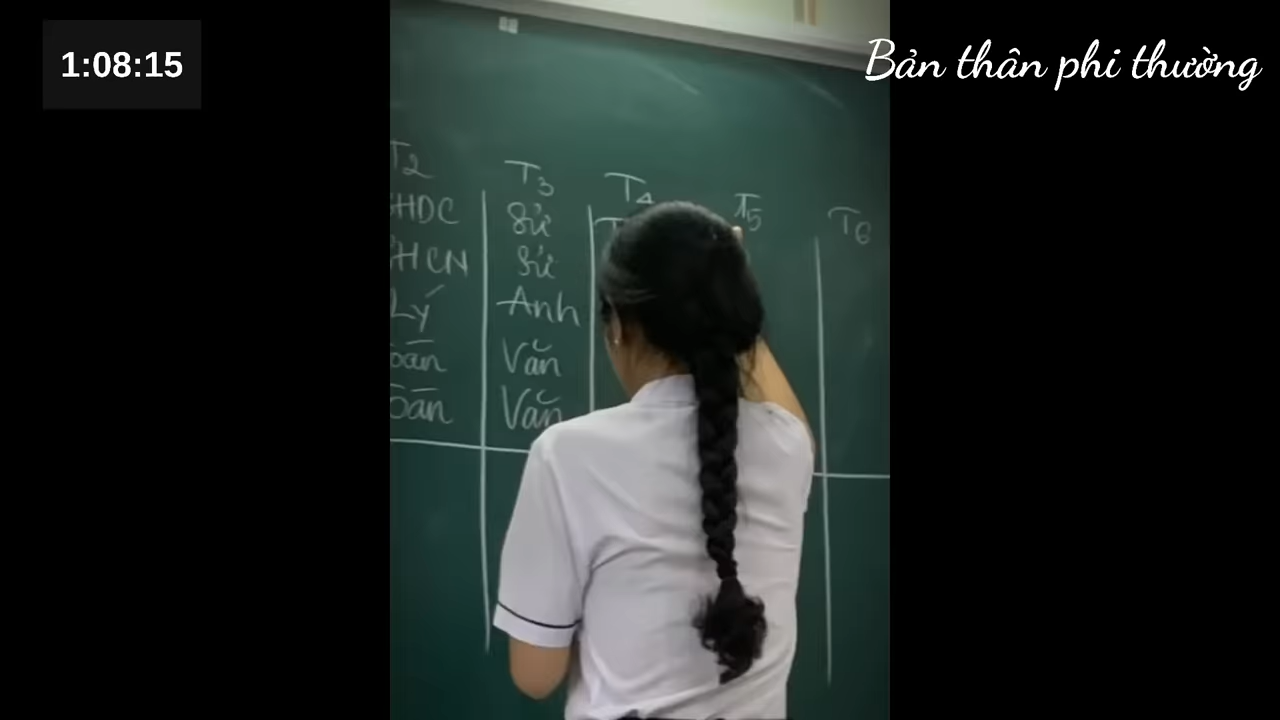 1:08:15
Bản thân phi thường
T2 T3 T4 T5 T6
HDC Sử T
HCN Sử
Lý Anh
oán Văn
oán Văn